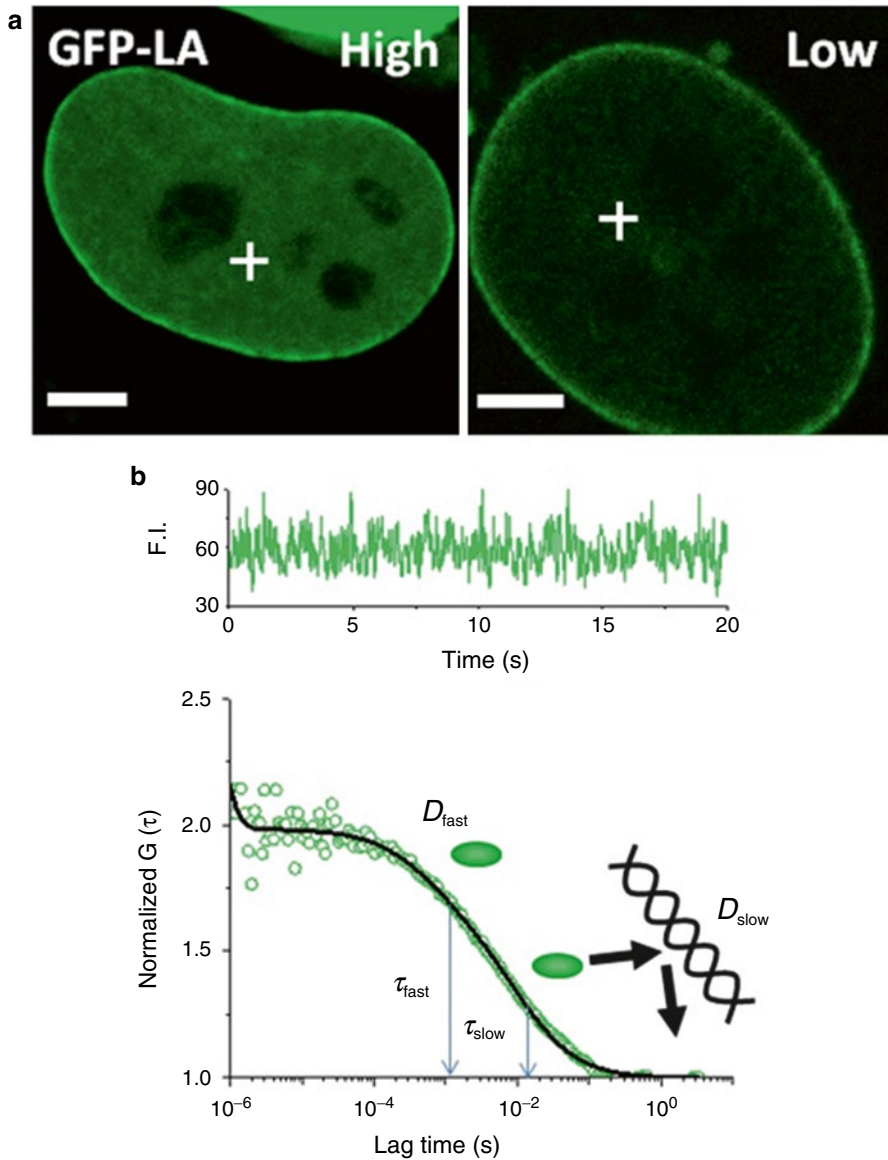 a
GFP-LA High Low
b
90
60
30
F.I.
0 5 10 15 20
Time (s)
2.5
2.0
1.5
1.0
Normalized G (τ)
D_fast
D_slow
τ_fast
τ_slow
10^-6 10^-4 10^-2 10^0
Lag time (s)